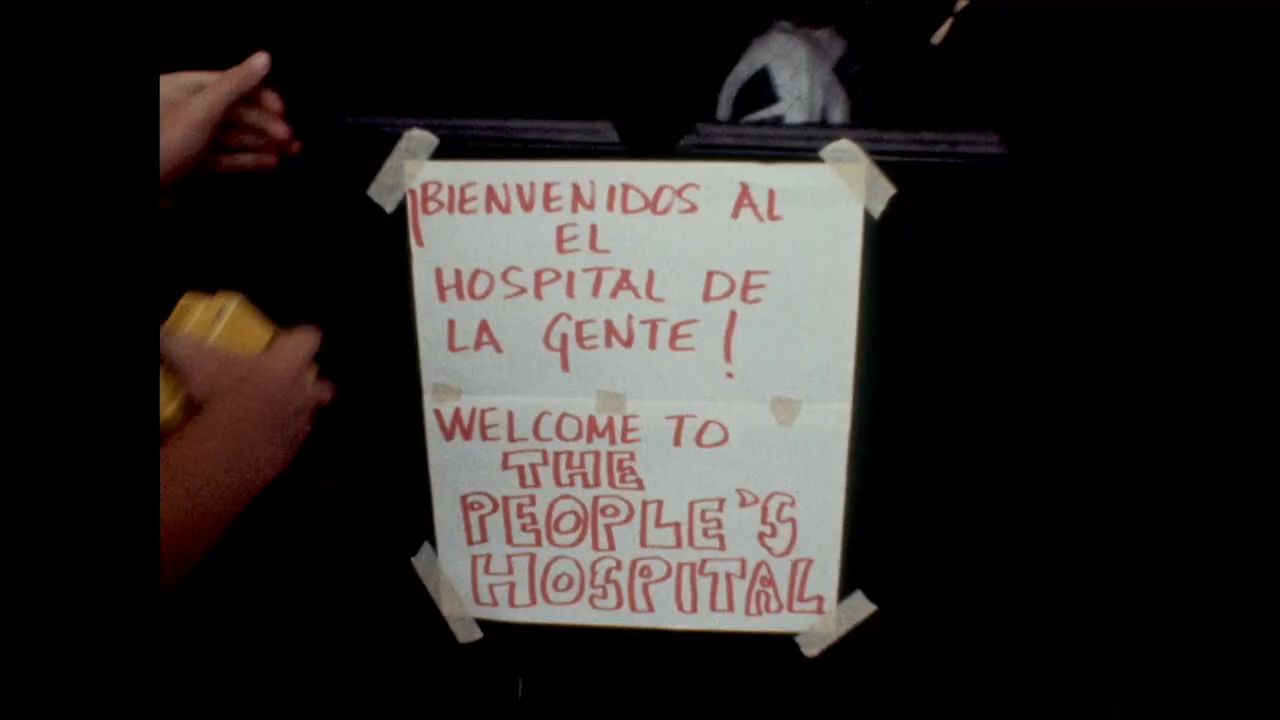 ¡BIENVENIDOS AL
EL
HOSPITAL DE
LA GENTE!
WELCOME TO
THE
PEOPLE'S
HOSPITAL